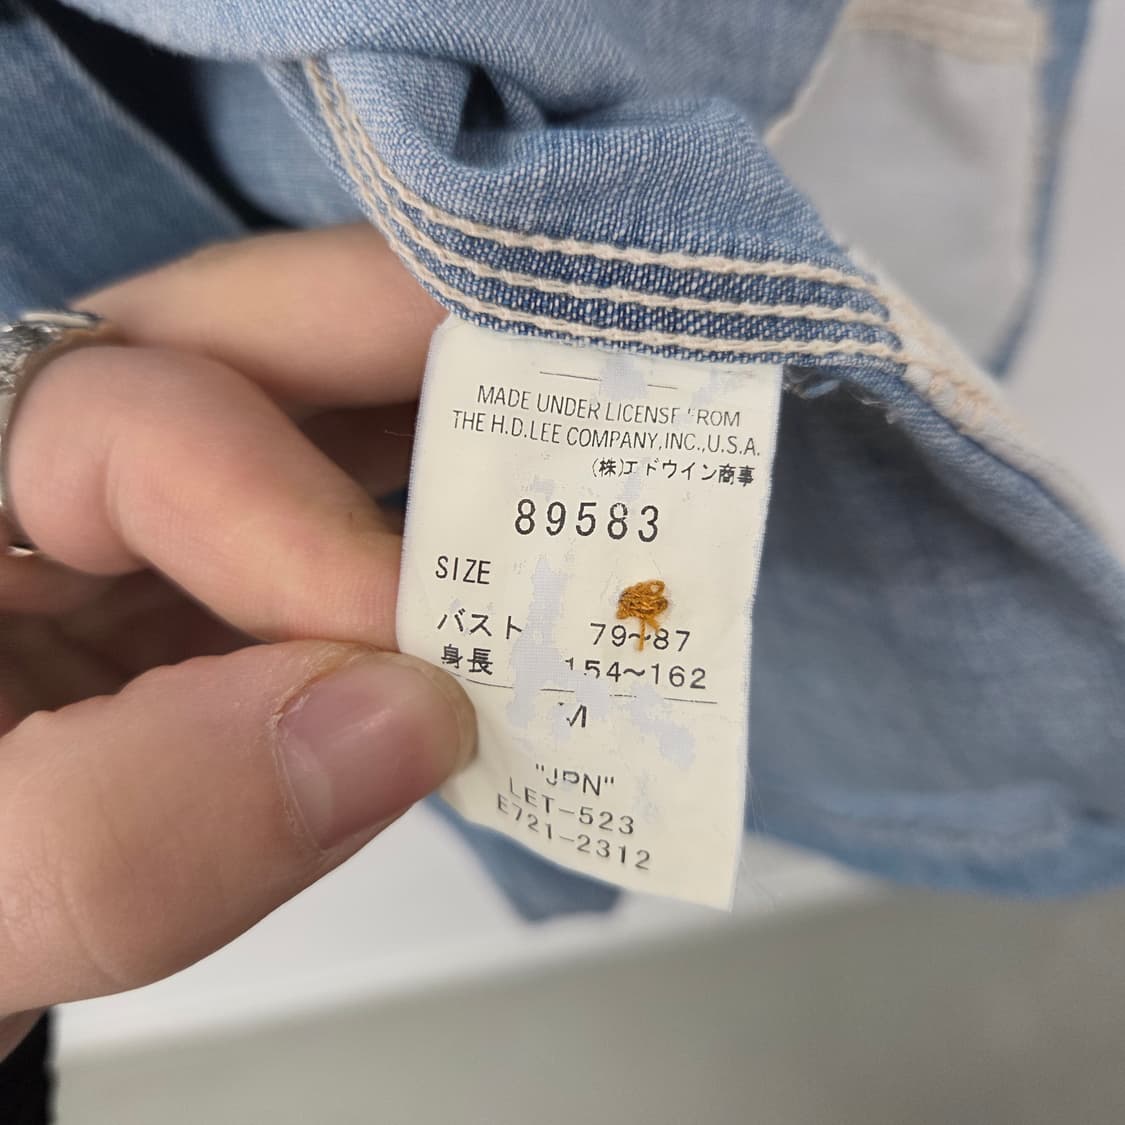 MADE UNDER LICENSE FROM
THE H.D.LEE COMPANY,INC.,U.S.A.
(株)エドウイン商事
89583
SIZE
バスト 79~87
身長 154~162
M
"JPN"
LET-523
E721-2312